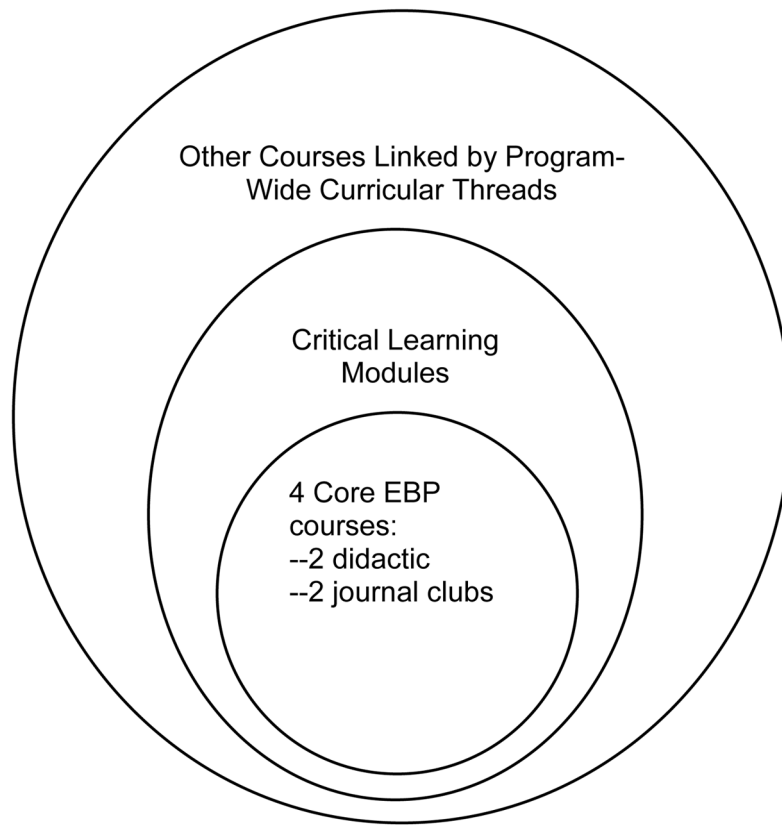 Other Courses Linked by Program-
Wide Curricular Threads
Critical Learning
Modules
4 Core EBP
courses:
--2 didactic
--2 journal clubs